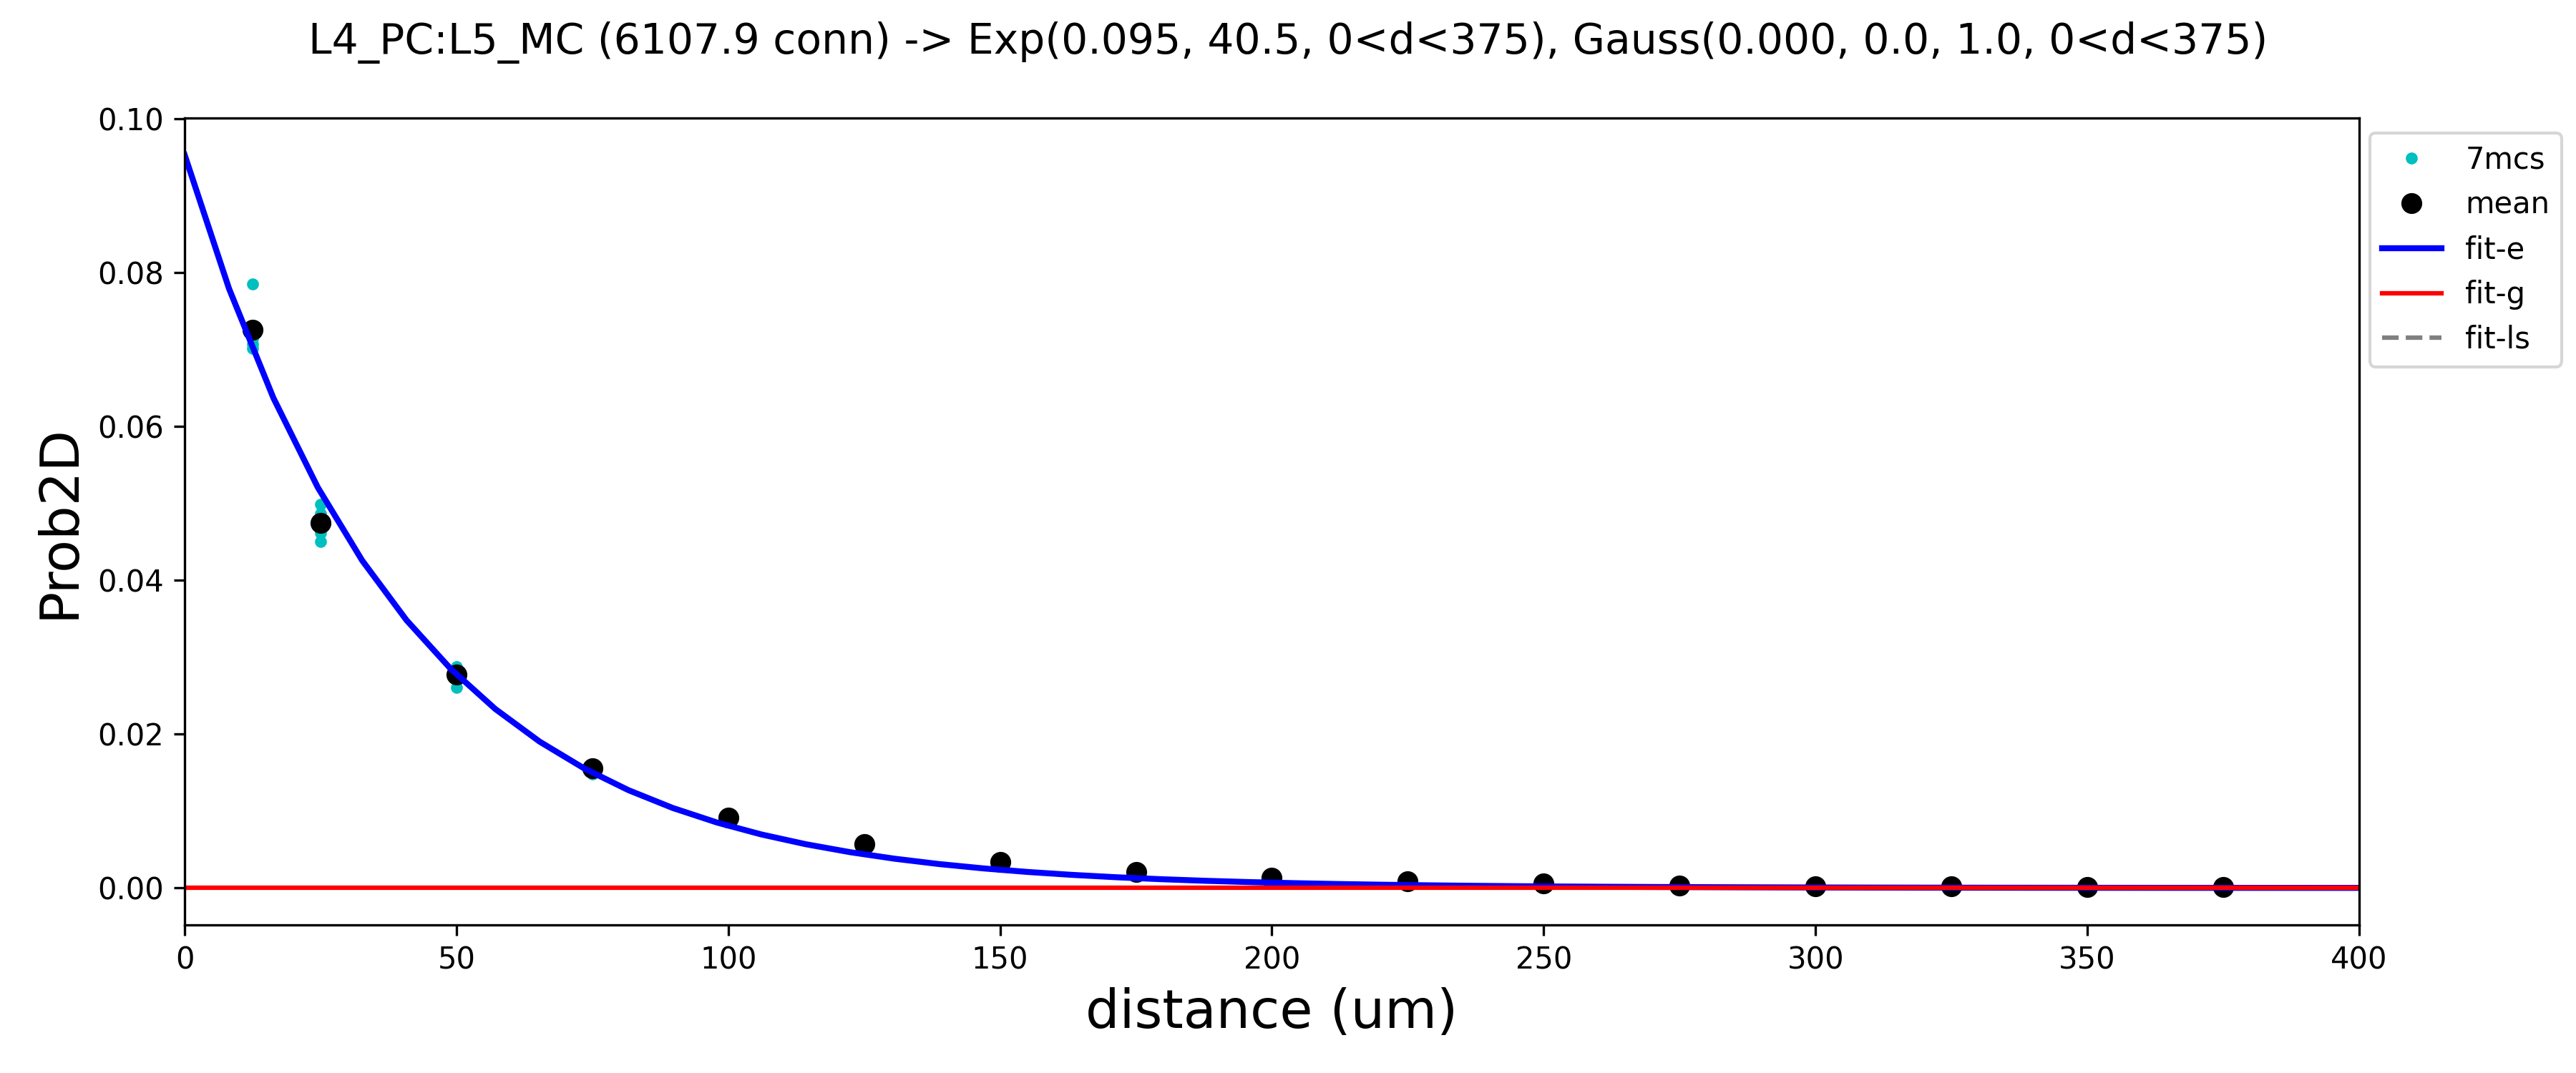 L4_PC:L5_MC (6107.9 conn) -> Exp(0.095, 40.5, 0<d<375), Gauss(0.000, 0.0, 1.0, 0<d<375)
0.10
0.08
0.06
0.04
0.02
0.00
Prob2D
0 50 100 150 200 250 300 350 400
distance (um)
7mcs
mean
fit-e
fit-g
fit-ls